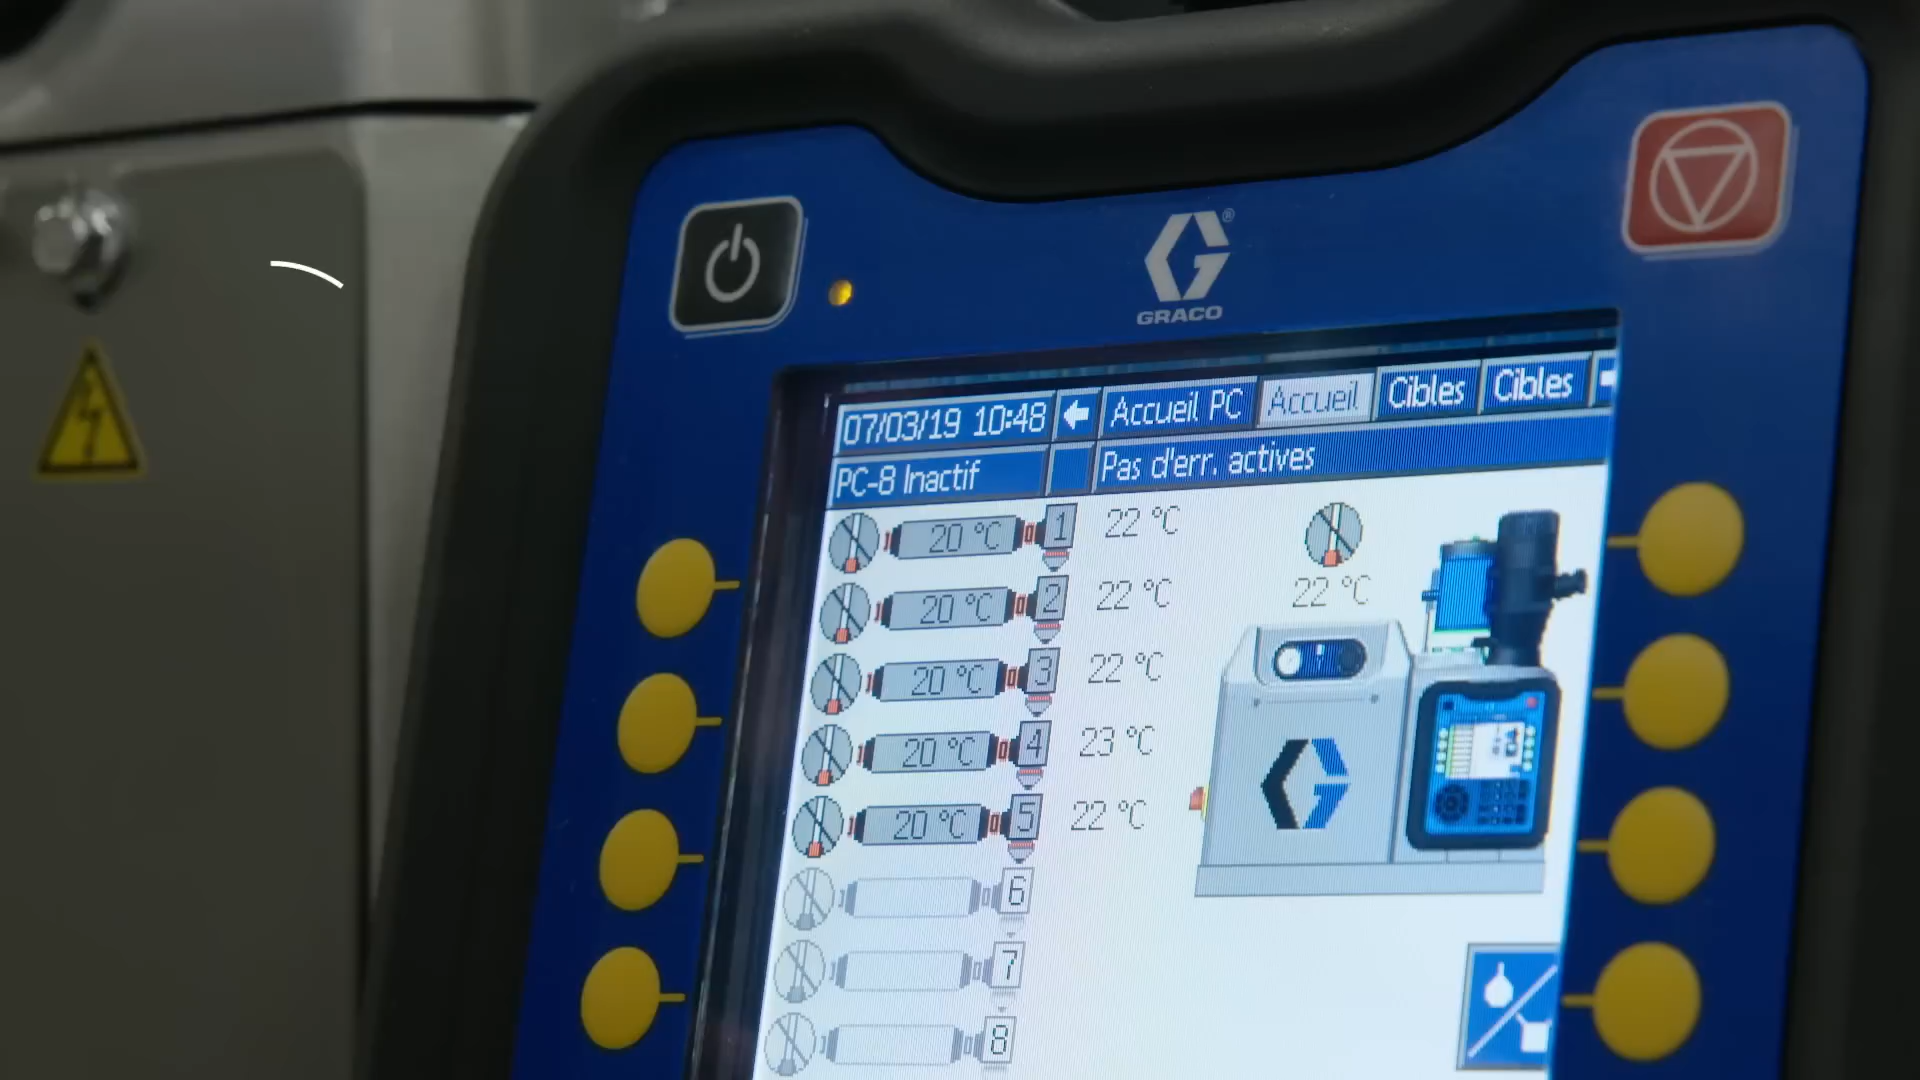 GRACO®
07/03/19 10:48 Accueil PC Accueil Cibles Cibles
PC-8 Inactif Pas d'err. actives
20 °C 1 22 °C
22 °C
20 °C 2 22 °C
20 °C 3 22 °C
20 °C 4 23 °C
20 °C 5 22 °C
6
7
8